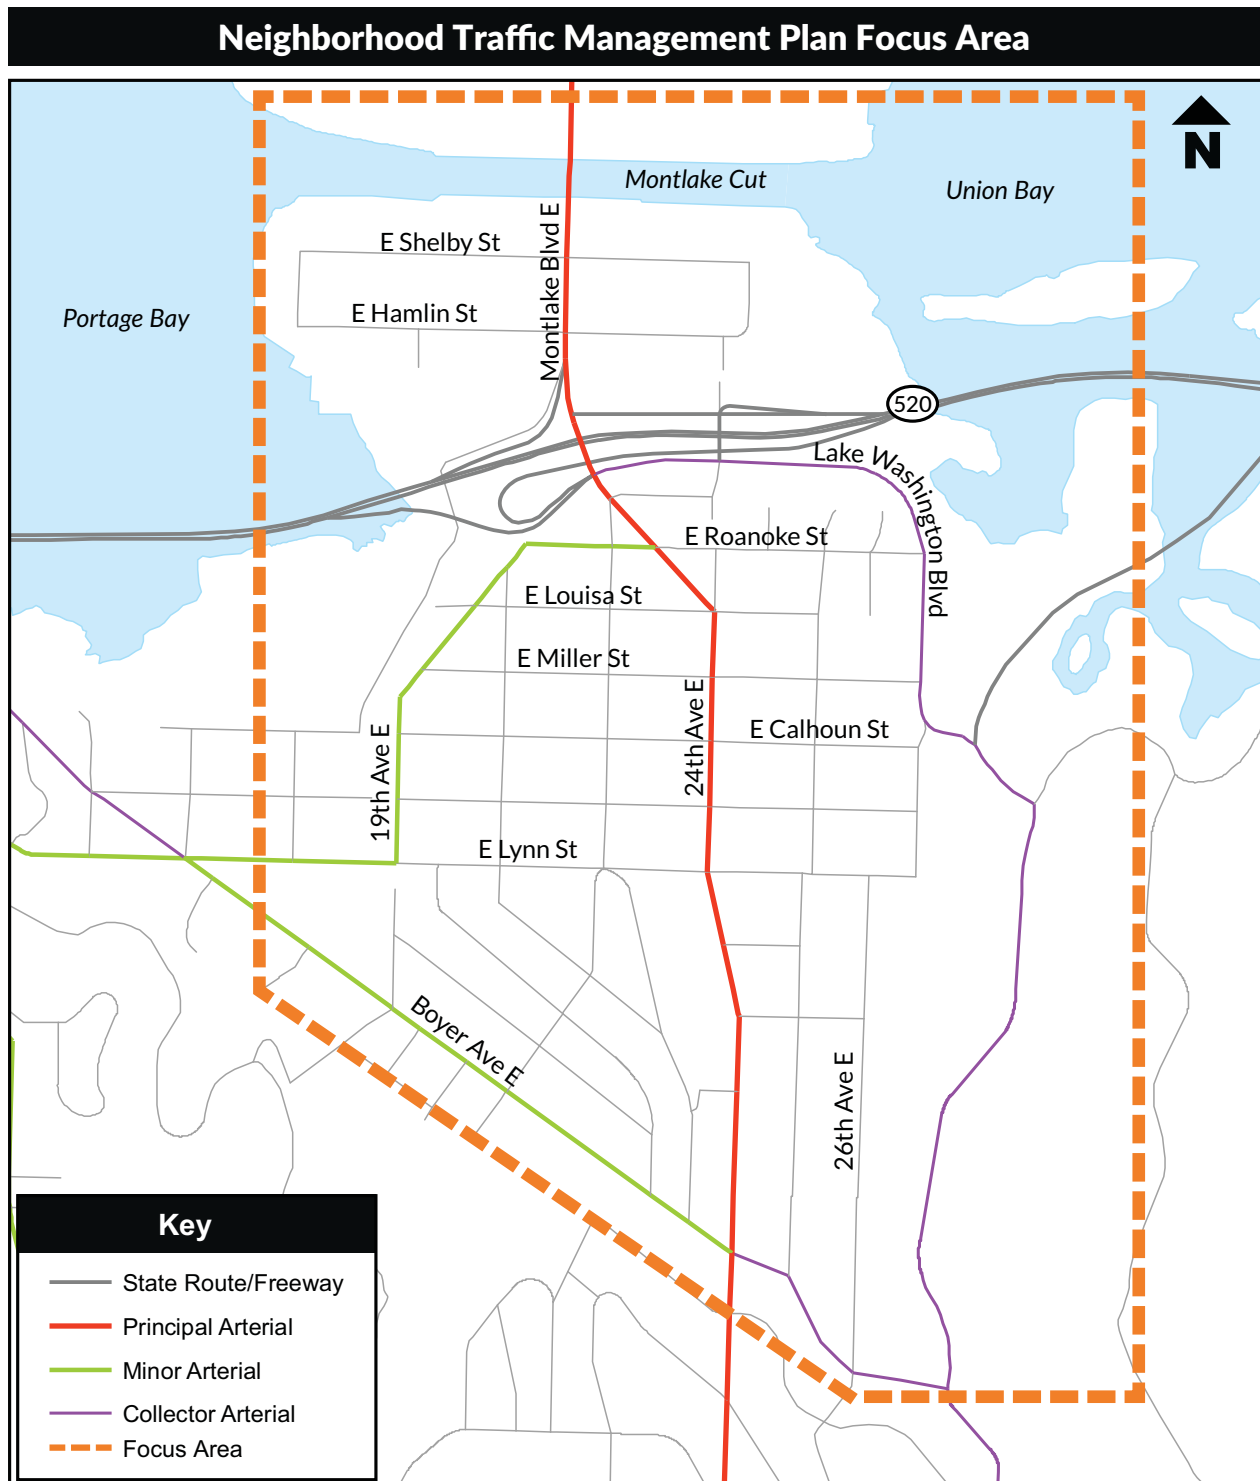 Neighborhood Traffic Management Plan Focus Area
N
Montlake Cut
Union Bay
Montlake Blvd E
E Shelby St
E Hamlin St
Portage Bay
520
Lake Washington Blvd
E Roanoke St
E Louisa St
E Miller St
24th Ave E
E Calhoun St
19th Ave E
E Lynn St
Boyer Ave E
26th Ave E
Key
State Route/Freeway
Principal Arterial
Minor Arterial
Collector Arterial
Focus Area